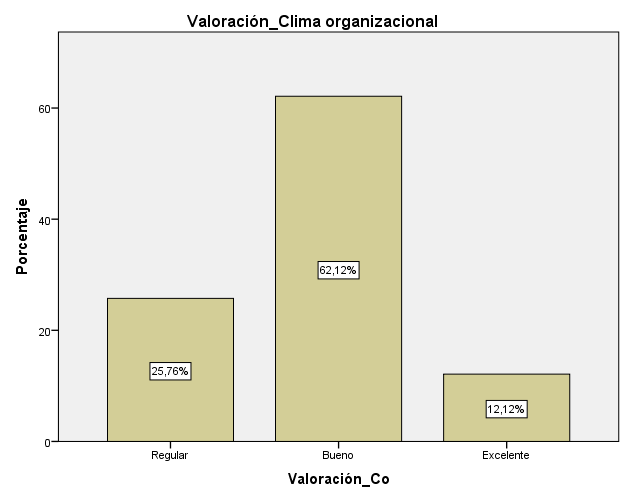 Valoración_Clima organizacional
Porcentaje
60
40
20
0
25,76%
62,12%
12,12%
Regular
Bueno
Excelente
Valoración_Co